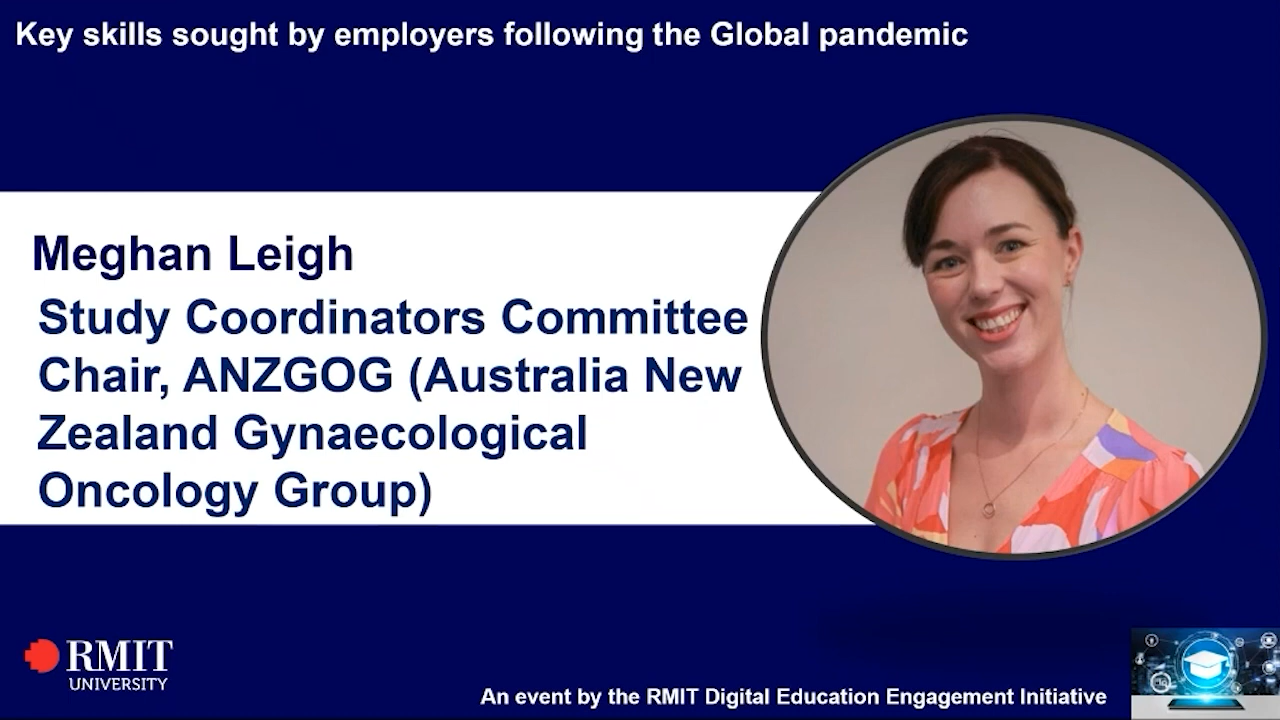 Key skills sought by employers following the Global pandemic
Meghan Leigh
Study Coordinators Committee
Chair, ANZGOG (Australia New
Zealand Gynaecological
Oncology Group)
RMIT
UNIVERSITY
An event by the RMIT Digital Education Engagement Initiative